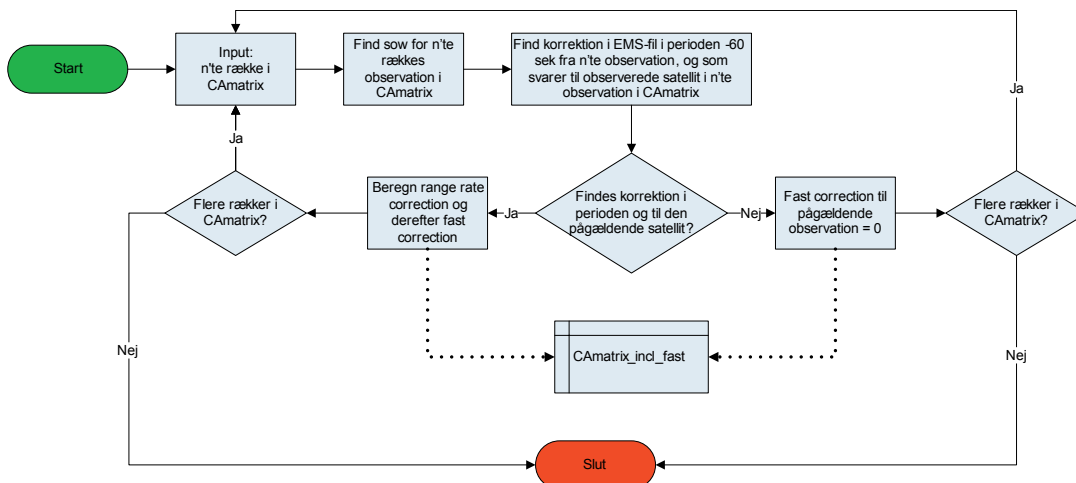 Start
Input:
n'te række i
CAmatrix
Find sow for n'te
rækkes
observation i
CAmatrix
Find korrektion i EMS-fil i perioden -60
sek fra n'te observation, og som
svarer til observerede satellit i n'te
observation i CAmatrix
Ja
Ja
Flere rækker i
CAmatrix?
Beregn range rate
correction og
derefter fast
correction
Ja
Findes korrektion i
perioden og til den
pågældende satellit?
Nej
Fast correction til
pågældende
observation = 0
Flere rækker i
CAmatrix?
Nej
CAmatrix_incl_fast
Nej
Slut